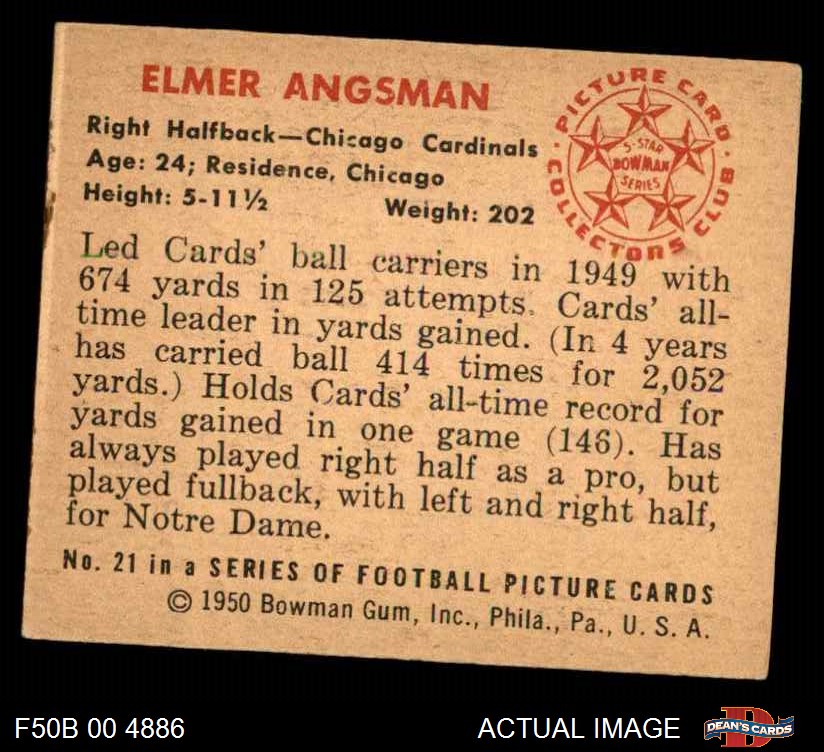 ELMER ANGSMAN
Right Halfback—Chicago Cardinals
Age: 24; Residence, Chicago
Height: 5-11½ Weight: 202
PICTURE CARD COLLECTORS CLUB
5-STAR
BOWMAN
SERIES
Led Cards' ball carriers in 1949 with
674 yards in 125 attempts. Cards' all-
time leader in yards gained. (In 4 years
has carried ball 414 times for 2,052
yards.) Holds Cards' all-time record for
yards gained in one game (146). Has
always played right half as a pro, but
played fullback, with left and right half,
for Notre Dame.
No. 21 in a SERIES OF FOOTBALL PICTURE CARDS
© 1950 Bowman Gum, Inc., Phila., Pa., U. S. A.
F50B 00 4886
ACTUAL IMAGE
D
DEAN'S CARDS